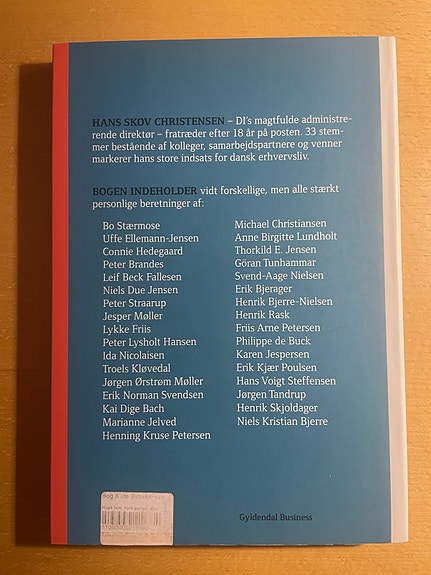 HANS SKOV CHRISTENSEN – DI's magtfulde administre-
rende direktør – fratræder efter 18 år på posten. 33 stem-
mer bestående af kolleger, samarbejdspartnere og venner
markerer hans store indsats for dansk erhvervsliv.
BOGEN INDEHOLDER vidt forskellige, men alle stærkt
personlige beretninger af:
Bo Stærmose
Uffe Ellemann-Jensen
Connie Hedegaard
Peter Brandes
Leif Beck Fallesen
Niels Due Jensen
Peter Straarup
Jesper Møller
Lykke Friis
Peter Lysholt Hansen
Ida Nicolaisen
Troels Kløvedal
Jørgen Ørstrøm Møller
Erik Norman Svendsen
Kai Dige Bach
Marianne Jelved
Henning Kruse Petersen
Michael Christiansen
Anne Birgitte Lundholt
Thorkild E. Jensen
Göran Tunhammar
Svend-Aage Nielsen
Erik Bjerager
Henrik Bjerre-Nielsen
Henrik Rask
Friis Arne Petersen
Philippe de Buck
Karen Jespersen
Erik Kjær Poulsen
Hans Voigt Steffensen
Jørgen Tandrup
Henrik Skjoldager
Niels Kristian Bjerre
Bog & Ide
Gyldendal Business